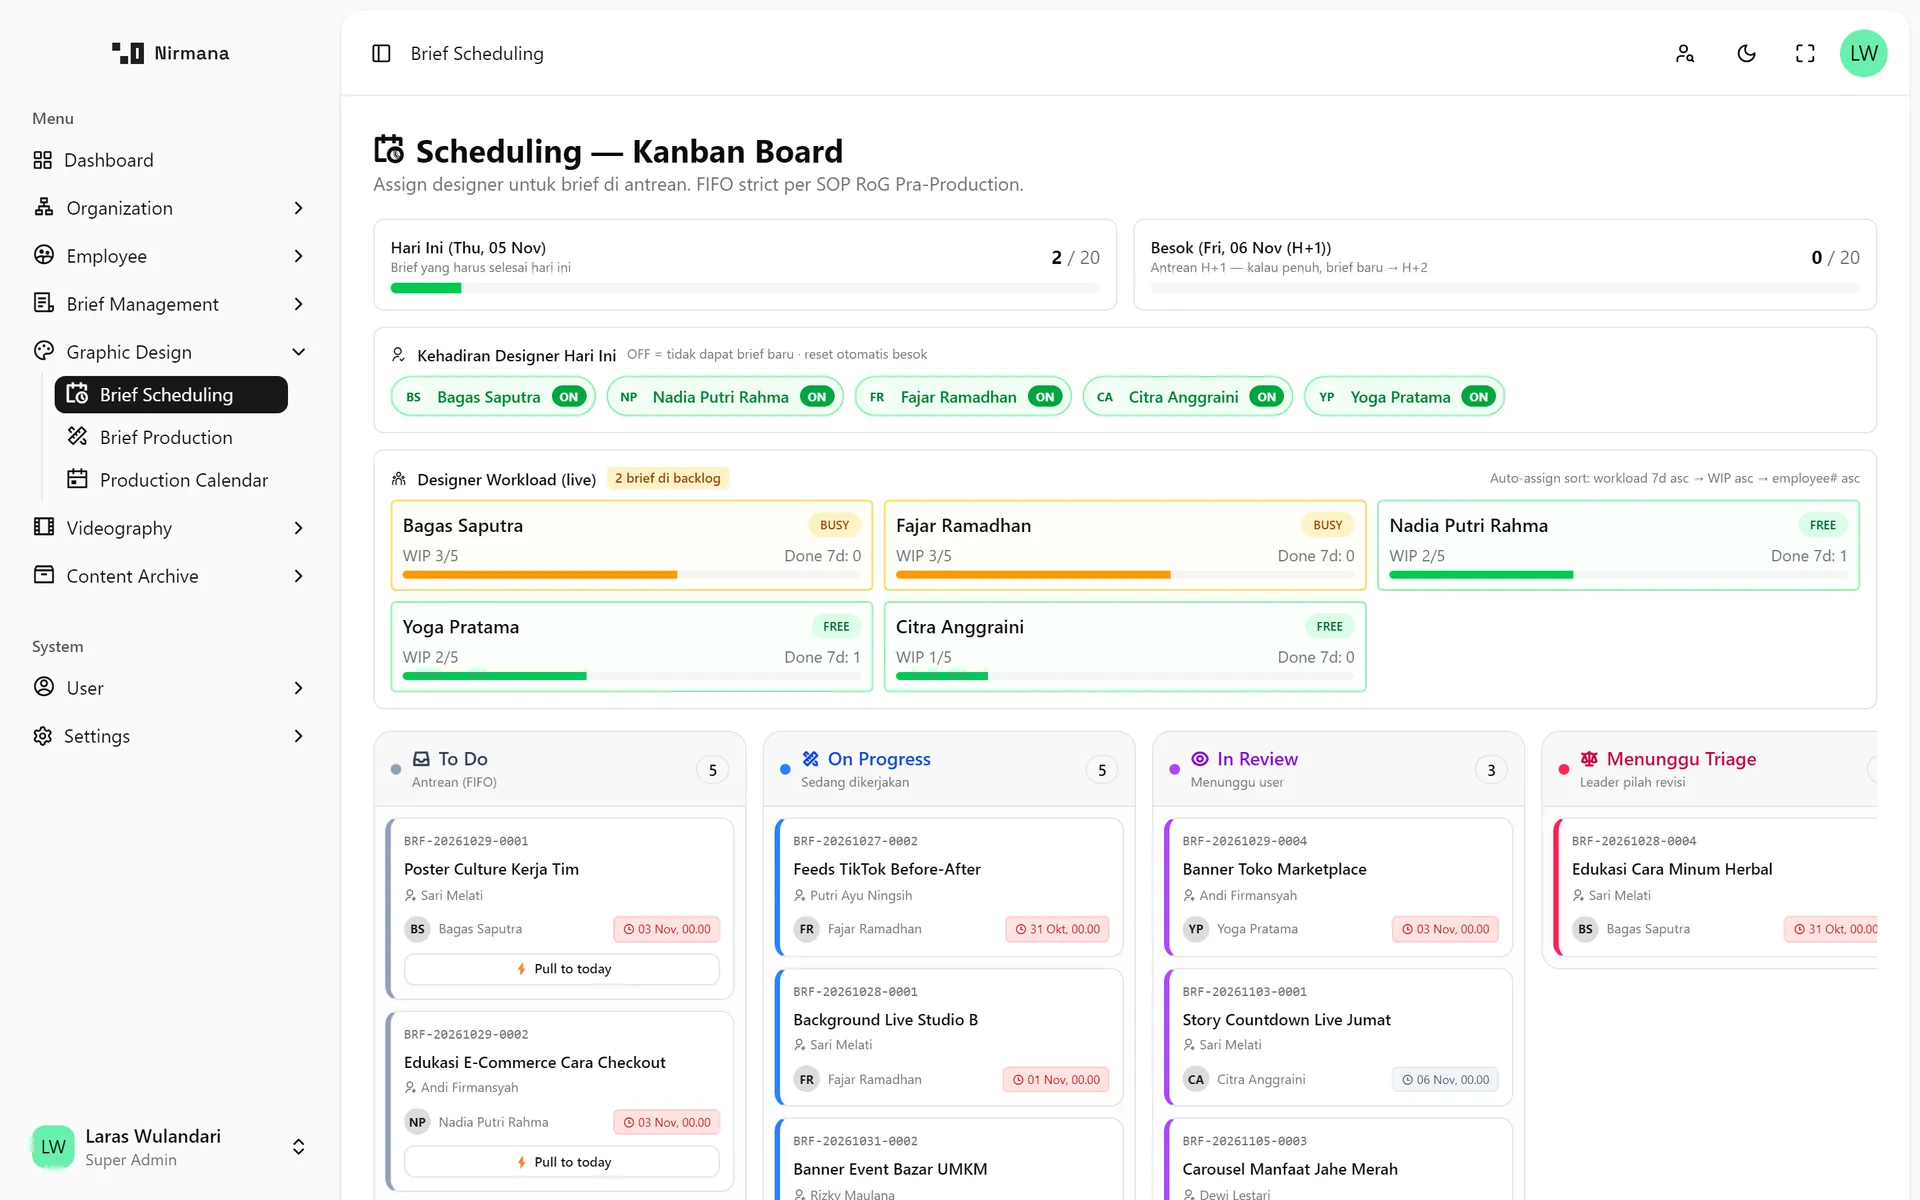 Nirmana
Menu
Dashboard
Organization
Employee
Brief Management
Graphic Design
Brief Scheduling
Brief Production
Production Calendar
Videography
Content Archive
System
User
Settings
LW
Laras Wulandari
Super Admin
Brief Scheduling
LW
Scheduling — Kanban Board
Assign designer untuk brief di antrean. FIFO strict per SOP RoG Pra-Production.
Hari Ini (Thu, 05 Nov)
Brief yang harus selesai hari ini
2 / 20
Besok (Fri, 06 Nov (H+1))
Antrean H+1 — kalau penuh, brief baru → H+2
0 / 20
Kehadiran Designer Hari Ini OFF = tidak dapat brief baru · reset otomatis besok
BS Bagas Saputra ON
NP Nadia Putri Rahma ON
FR Fajar Ramadhan ON
CA Citra Anggraini ON
YP Yoga Pratama ON
Designer Workload (live) 2 brief di backlog
Auto-assign sort: workload 7d asc → WIP asc → employee# asc
Bagas Saputra BUSY
WIP 3/5 Done 7d: 0
Fajar Ramadhan BUSY
WIP 3/5 Done 7d: 0
Nadia Putri Rahma FREE
WIP 2/5 Done 7d: 1
Yoga Pratama FREE
WIP 2/5 Done 7d: 1
Citra Anggraini FREE
WIP 1/5 Done 7d: 0
To Do
Antrean (FIFO)
5
BRF-20261029-0001
Poster Culture Kerja Tim
Sari Melati
BS Bagas Saputra 03 Nov, 00.00
Pull to today
BRF-20261029-0002
Edukasi E-Commerce Cara Checkout
Andi Firmansyah
NP Nadia Putri Rahma 03 Nov, 00.00
Pull to today
On Progress
Sedang dikerjakan
5
BRF-20261027-0002
Feeds TikTok Before-After
Putri Ayu Ningsih
FR Fajar Ramadhan 31 Okt, 00.00
BRF-20261028-0001
Background Live Studio B
Sari Melati
FR Fajar Ramadhan 01 Nov, 00.00
BRF-20261031-0002
Banner Event Bazar UMKM
Rizky Maulana
In Review
Menunggu user
3
BRF-20261029-0004
Banner Toko Marketplace
Andi Firmansyah
YP Yoga Pratama 03 Nov, 00.00
BRF-20261103-0001
Story Countdown Live Jumat
Sari Melati
CA Citra Anggraini 06 Nov, 00.00
BRF-20261105-0003
Carousel Manfaat Jahe Merah
Dewi Lestari
Menunggu Triage
Leader pilah revisi
BRF-20261028-0004
Edukasi Cara Minum Herbal
Sari Melati
BS Bagas Saputra 31 Okt, 00.00